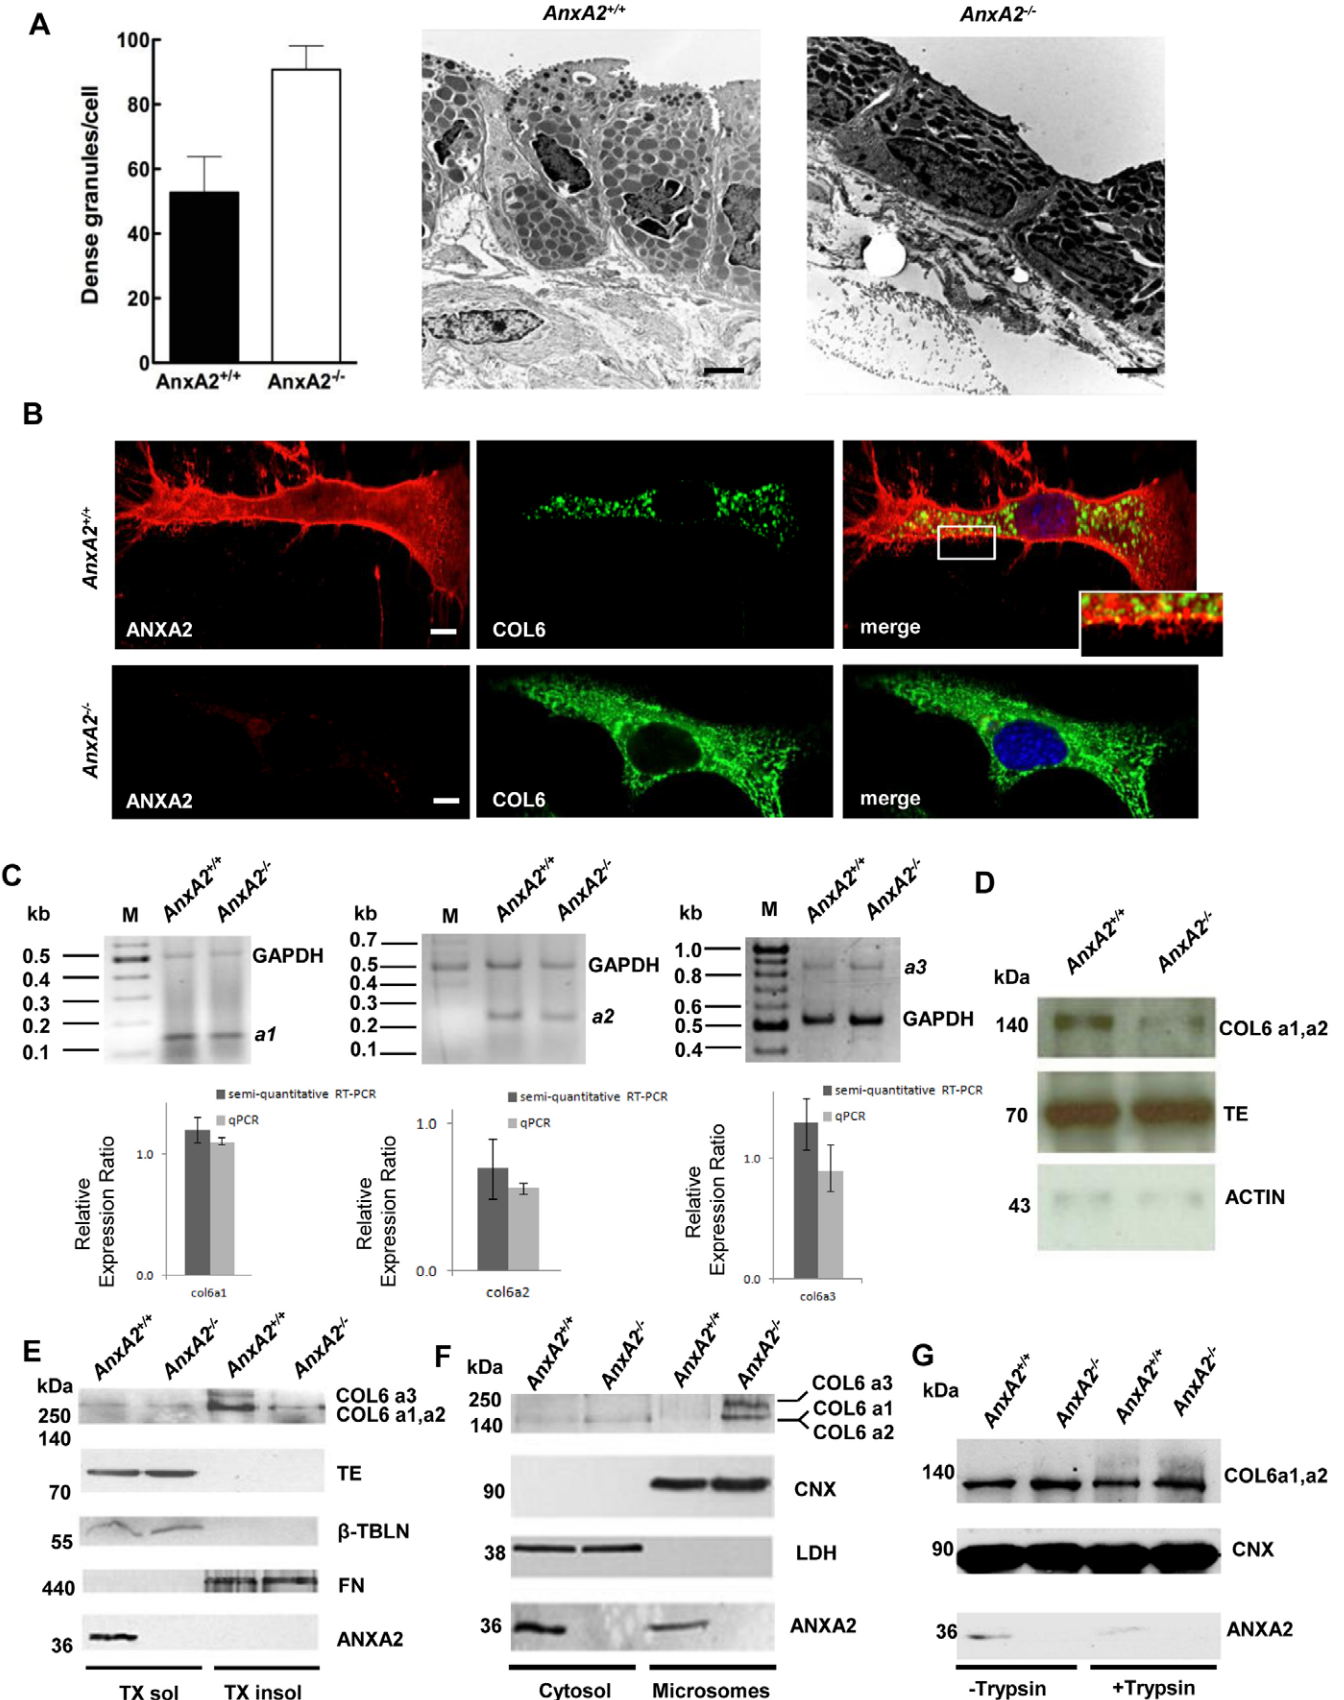 A
AnxA2+/+
AnxA2-/-
Dense granules/cell
100
80
60
40
20
0
AnxA2+/+
AnxA2-/-
B
AnxA2+/+
ANXA2
COL6
merge
AnxA2-/-
ANXA2
COL6
merge
C
kb
M
AnxA2+/+
AnxA2-/-
0.5
0.4
0.3
0.2
0.1
GAPDH
a1
kb
M
AnxA2+/+
AnxA2-/-
0.7
0.5
0.4
0.3
0.2
0.1
GAPDH
a2
kb
M
AnxA2+/+
AnxA2-/-
1.0
0.8
0.6
0.5
0.4
a3
GAPDH
semi-quantitative RT-PCR
qPCR
Relative
Expression Ratio
1.0
0.0
col6a1
semi-quantitative RT-PCR
qPCR
Relative
Expression Ratio
1.0
0.0
col6a2
semi-quantitative RT-PCR
qPCR
Relative
Expression Ratio
1.0
0.0
col6a3
D
AnxA2+/+
AnxA2-/-
kDa
140
COL6 a1,a2
70
TE
43
ACTIN
E
AnxA2+/+
AnxA2-/-
AnxA2+/+
AnxA2-/-
kDa
250
140
COL6 a3
COL6 a1,a2
70
TE
55
β-TBLN
440
FN
36
ANXA2
TX sol
TX insol
F
AnxA2+/+
AnxA2-/-
AnxA2+/+
AnxA2-/-
kDa
250
140
COL6 a3
COL6 a1
COL6 a2
90
CNX
38
LDH
36
ANXA2
Cytosol
Microsomes
G
AnxA2+/+
AnxA2-/-
AnxA2+/+
AnxA2-/-
kDa
140
COL6a1,a2
90
CNX
36
ANXA2
-Trypsin
+Trypsin